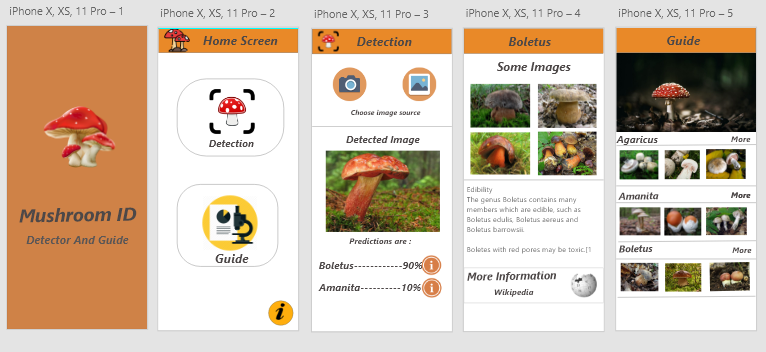 iPhone X, XS, 11 Pro – 1
Mushroom ID
Detector And Guide
iPhone X, XS, 11 Pro – 2
Home Screen
Detection
Guide
i
iPhone X, XS, 11 Pro – 3
Detection
Choose image source
Detected Image
Predictions are :
Boletus-----------90% i
Amanita----------10% i
iPhone X, XS, 11 Pro – 4
Boletus
Some Images
Edibility
The genus Boletus contains many
members which are edible, such as
Boletus edulis, Boletus aereus and
Boletus barrowsii.
Boletes with red pores may be toxic.[1
More Information
Wikipedia
iPhone X, XS, 11 Pro – 5
Guide
Agaricus More
Amanita More
Boletus More